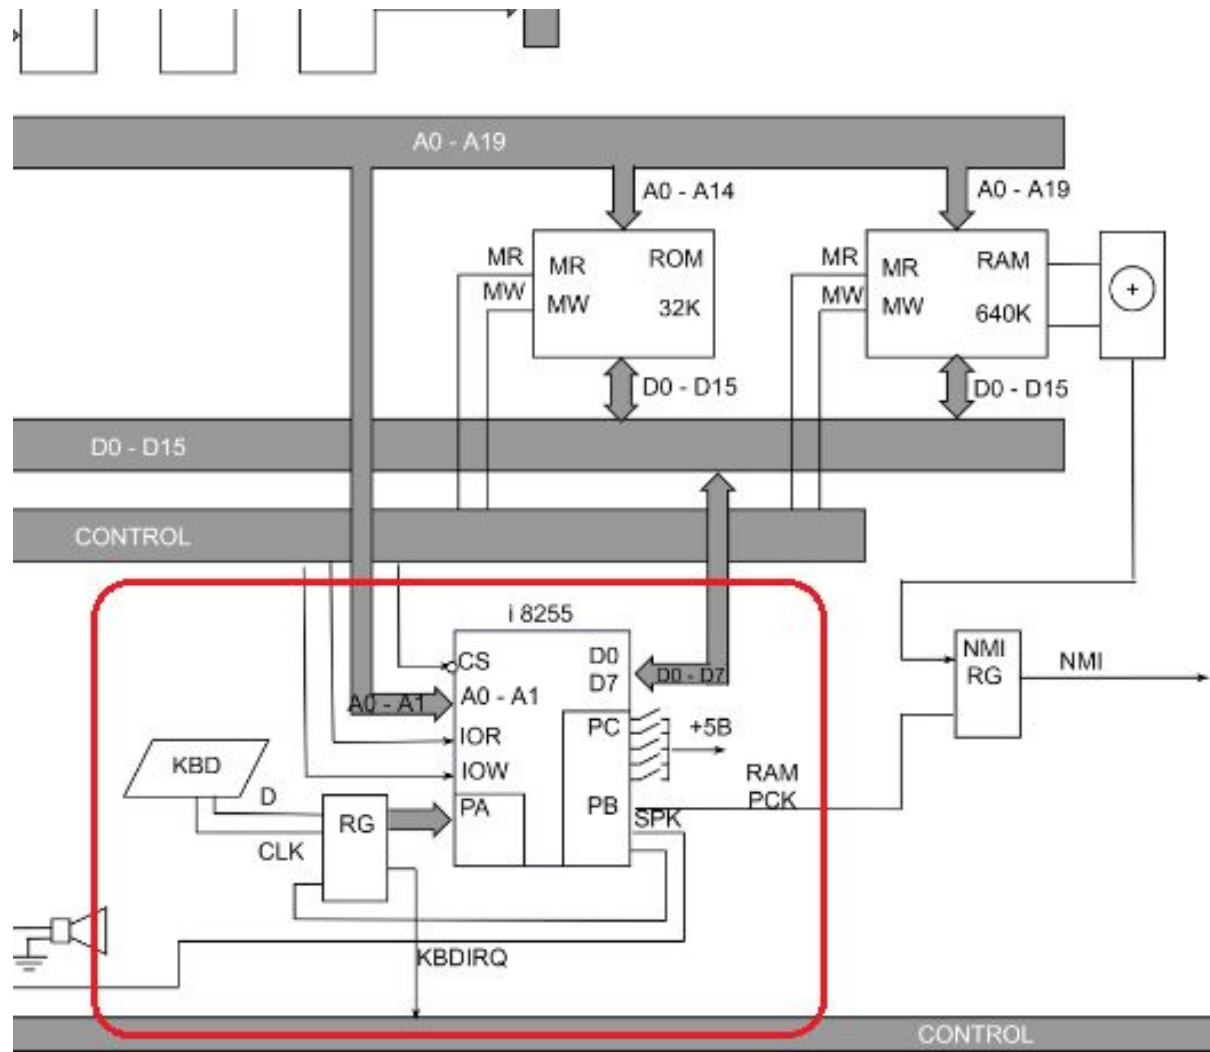 A0 - A19
A0 - A14
A0 - A19
MR
MW
MR
MW
ROM
32K
MR
MW
MR
MW
RAM
640K
+
D0 - D15
D0 - D15
D0 - D15
CONTROL
i 8255
CS
A0 - A1
A0 - A1
IOR
IOW
PA
D0
D7
D0 - D7
PC
PB
+5B
RAM
PCK
SPK
NMI
RG
NMI
KBD
D
CLK
RG
KBDIRQ
CONTROL